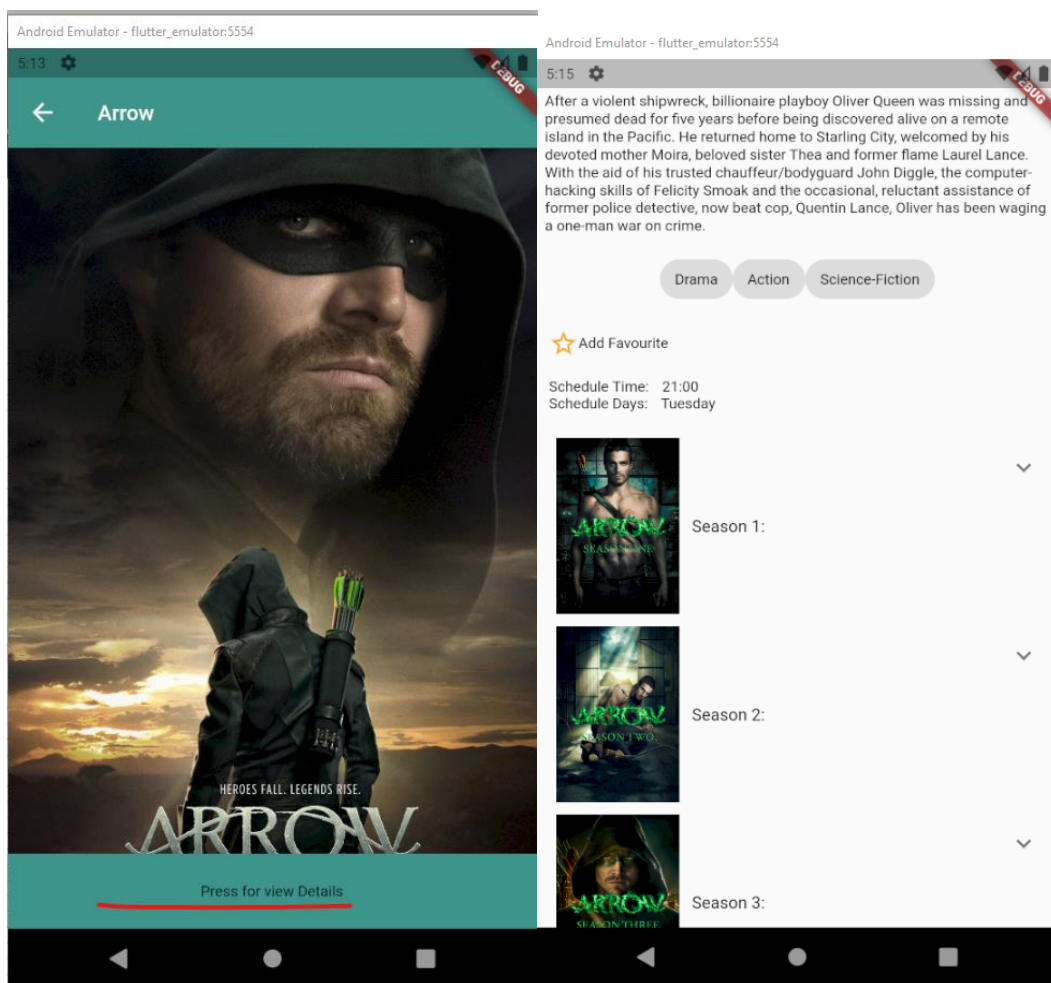 Android Emulator - flutter_emulator:5554
5:13
DEBUG
Arrow
HEROES FALL. LEGENDS RISE.
ARROW
Press for view Details
Android Emulator - flutter_emulator:5554
5:15
DEBUG
After a violent shipwreck, billionaire playboy Oliver Queen was missing and
presumed dead for five years before being discovered alive on a remote
island in the Pacific. He returned home to Starling City, welcomed by his
devoted mother Moira, beloved sister Thea and former flame Laurel Lance.
With the aid of his trusted chauffeur/bodyguard John Diggle, the computer-
hacking skills of Felicity Smoak and the occasional, reluctant assistance of
former police detective, now beat cop, Quentin Lance, Oliver has been waging
a one-man war on crime.
Drama Action Science-Fiction
Add Favourite
Schedule Time: 21:00
Schedule Days: Tuesday
ARROW
SEASON ONE
Season 1:
ARROW
SEASON TWO
Season 2:
ARROW
SEASON THREE
Season 3: